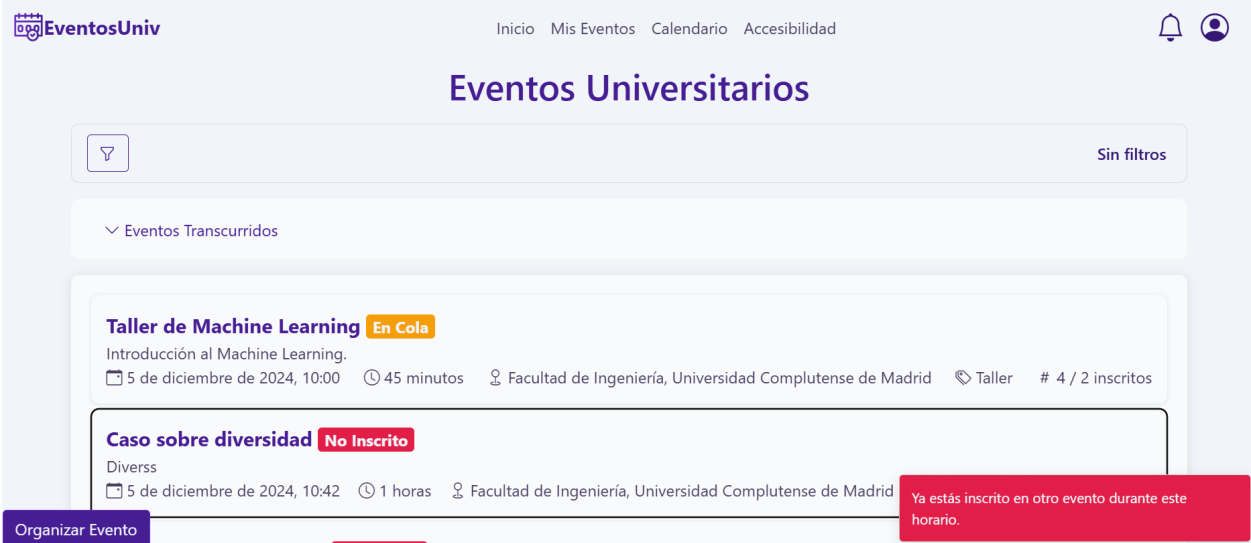 EventosUniv
Inicio Mis Eventos Calendario Accesibilidad
Eventos Universitarios
Sin filtros
Eventos Transcurridos
Taller de Machine Learning En Cola
Introducción al Machine Learning.
5 de diciembre de 2024, 10:00 45 minutos Facultad de Ingeniería, Universidad Complutense de Madrid Taller # 4 / 2 inscritos
Caso sobre diversidad No Inscrito
Diverss
5 de diciembre de 2024, 10:42 1 horas Facultad de Ingeniería, Universidad Complutense de Madrid
Ya estás inscrito en otro evento durante este
horario.
Organizar Evento